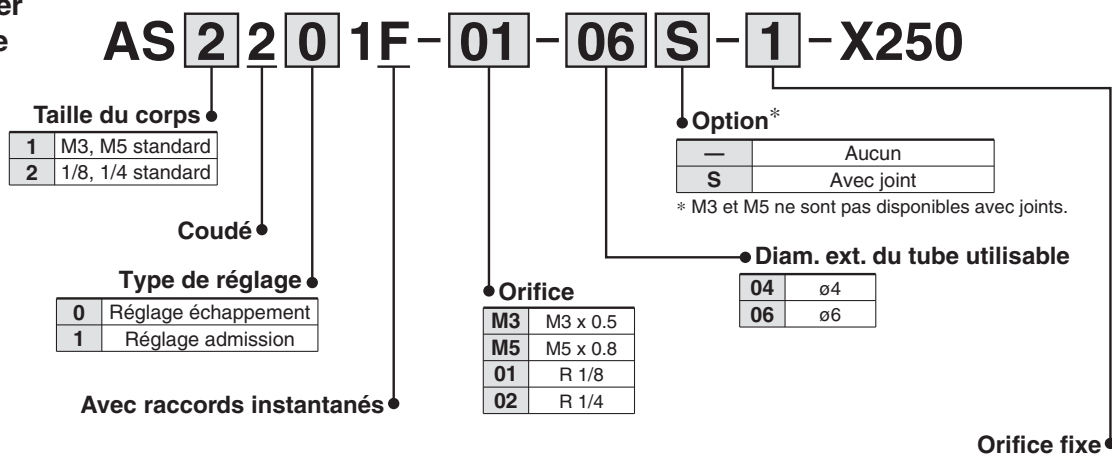 er
e
AS 2 2 0 1F – 01 – 06 S – 1 – X250
Taille du corps
1 M3, M5 standard
2 1/8, 1/4 standard
Coudé
Type de réglage
0 Réglage échappement
1 Réglage admission
Avec raccords instantanés
Orifice
M3 M3 x 0.5
M5 M5 x 0.8
01 R 1/8
02 R 1/4
Option*
— Aucun
S Avec joint
* M3 et M5 ne sont pas disponibles avec joints.
Diam. ext. du tube utilisable
04 ø4
06 ø6
Orifice fixe